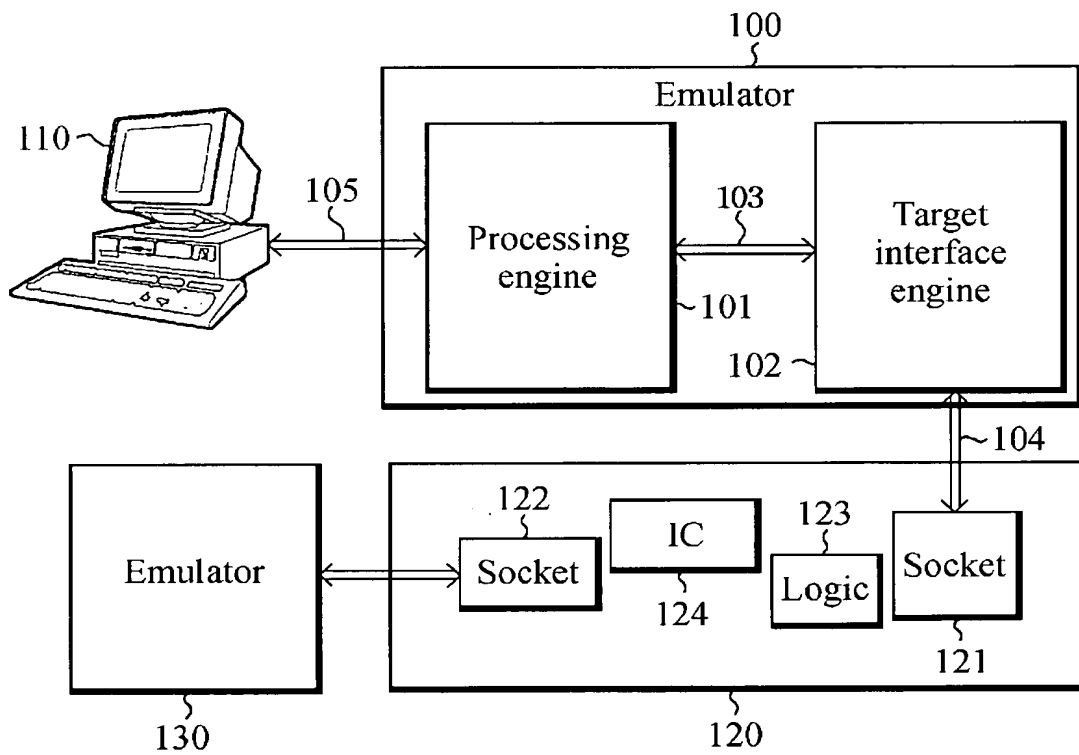 100
Emulator
110
105
Processing
engine
103
Target
interface
engine
101
102
104
122
Socket
IC
124
123
Logic
Socket
121
Emulator
130
120